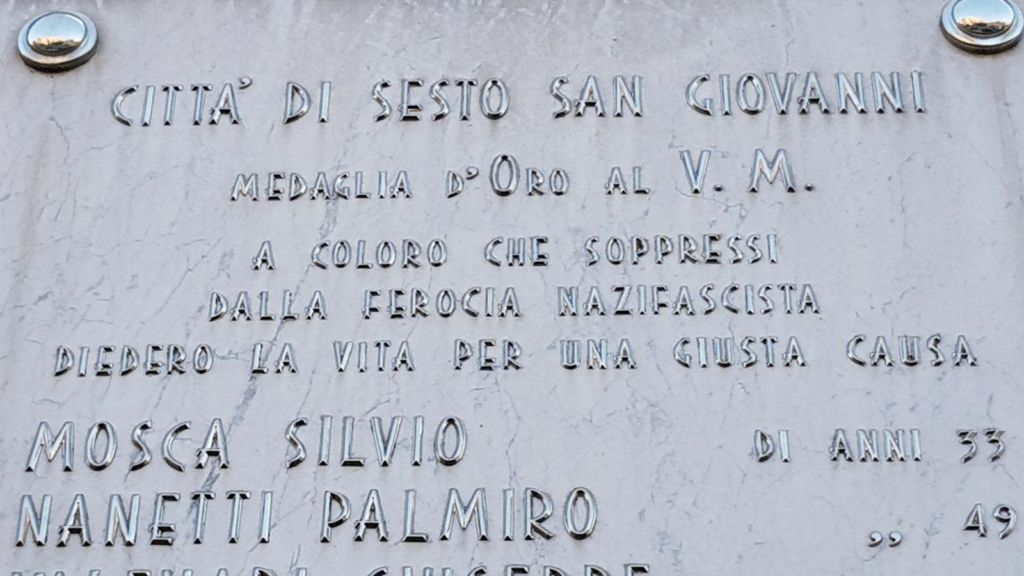 CITTA' DI SESTO SAN GIOVANNI
MEDAGLIA D'ORO AL V. M.
A COLORO CHE SOPPRESSI
DALLA FEROCIA NAZIFASCISTA
DIEDERO LA VITA PER UNA GIUSTA CAUSA
MOSCA SILVIO DI ANNI 33
NANETTI PALMIRO ,, 49
GIUSEPPE